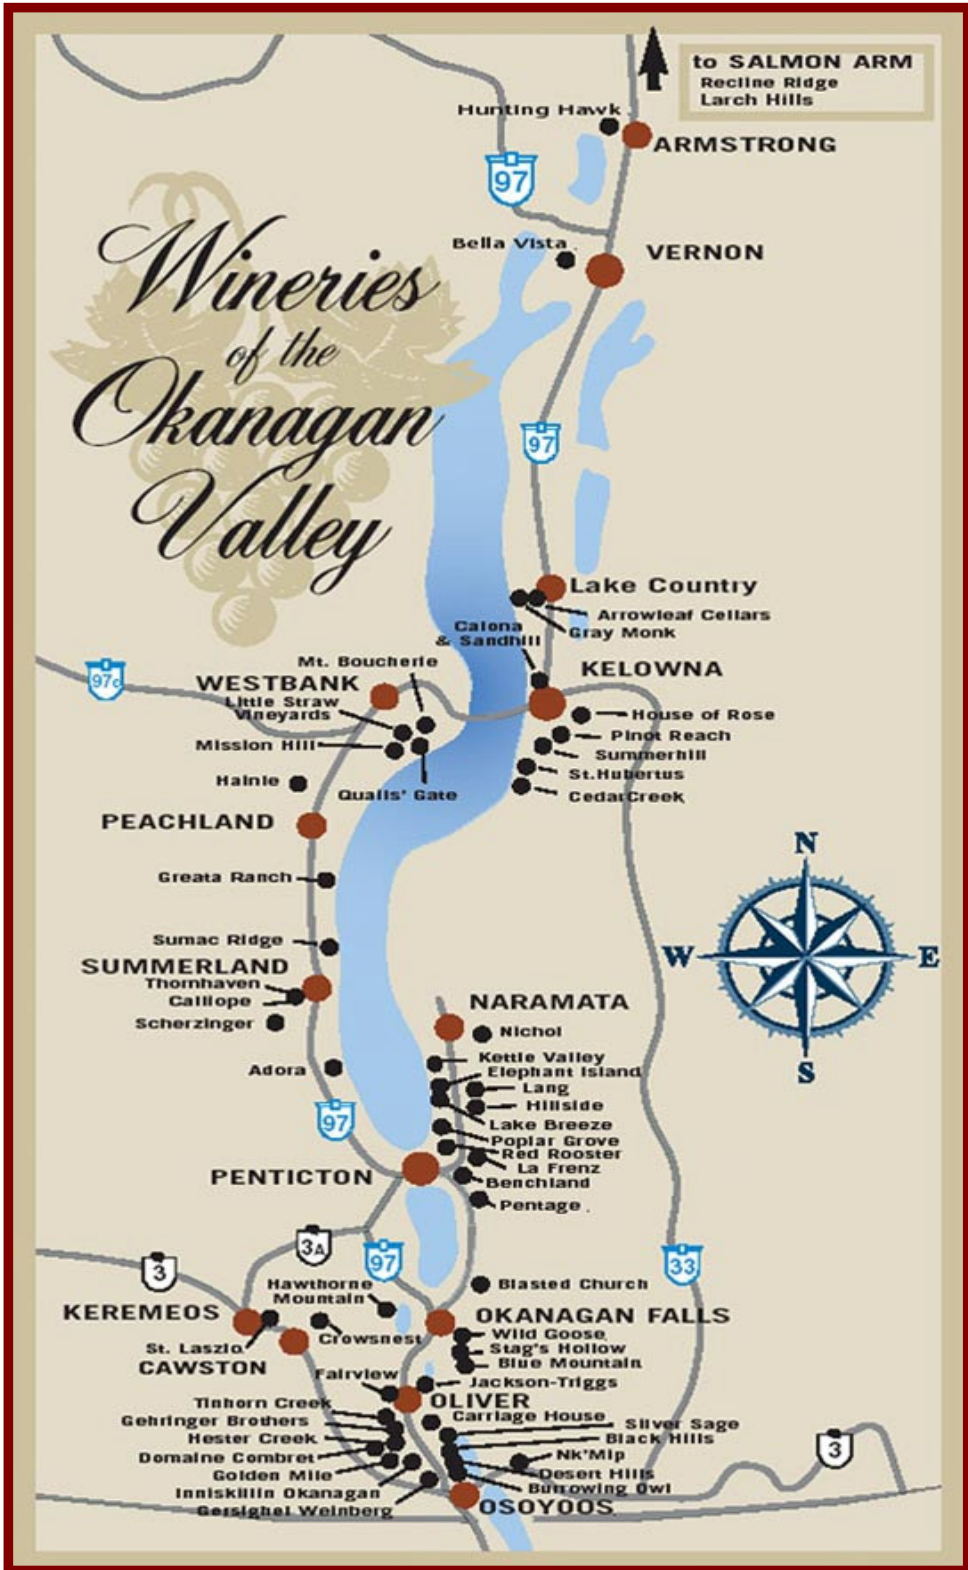 to SALMON ARM
Recline Ridge
Larch Hills
Hunting Hawk
ARMSTRONG
97
Bella Vista
VERNON
Wineries
of the
Okanagan
Valley
97
Lake Country
Arrowleaf Cellars
Gray Monk
Calona
& Sandhill
KELOWNA
97c
Mt. Boucherie
WESTBANK
Little Straw
Vineyards
Mission Hill
House of Rose
Pinot Reach
Summerhill
St.Hubertus
CedarCreek
Hainle
Quails' Gate
PEACHLAND
N
Greata Ranch
Sumac Ridge
W
E
SUMMERLAND
Thornhaven
Calliope
Scherzinger
NARAMATA
Nichol
Kettle Valley
Elephant Island
S
Adora
Lang
Hillside
97
Lake Breeze
Poplar Grove
Red Rooster
La Frenz
PENTICTON
Benchland
Pentage
3A
3
97
33
Hawthorne
Mountain
Blasted Church
KEREMEOS
OKANAGAN FALLS
St. Laszlo
Crowsnest
Wild Goose
Stag's Hollow
Blue Mountain
CAWSTON
Fairview
Jackson-Triggs
OLIVER
Tinhorn Creek
Carriage House
Gehringer Brothers
Silver Sage
Hester Creek
Black Hills
3
Domaine Combret
Nk'Mip
Golden Mile
Desert Hills
Inniskillin Okanagan
Burrowing Owl
Gersighel Weinberg
OSOYOOS